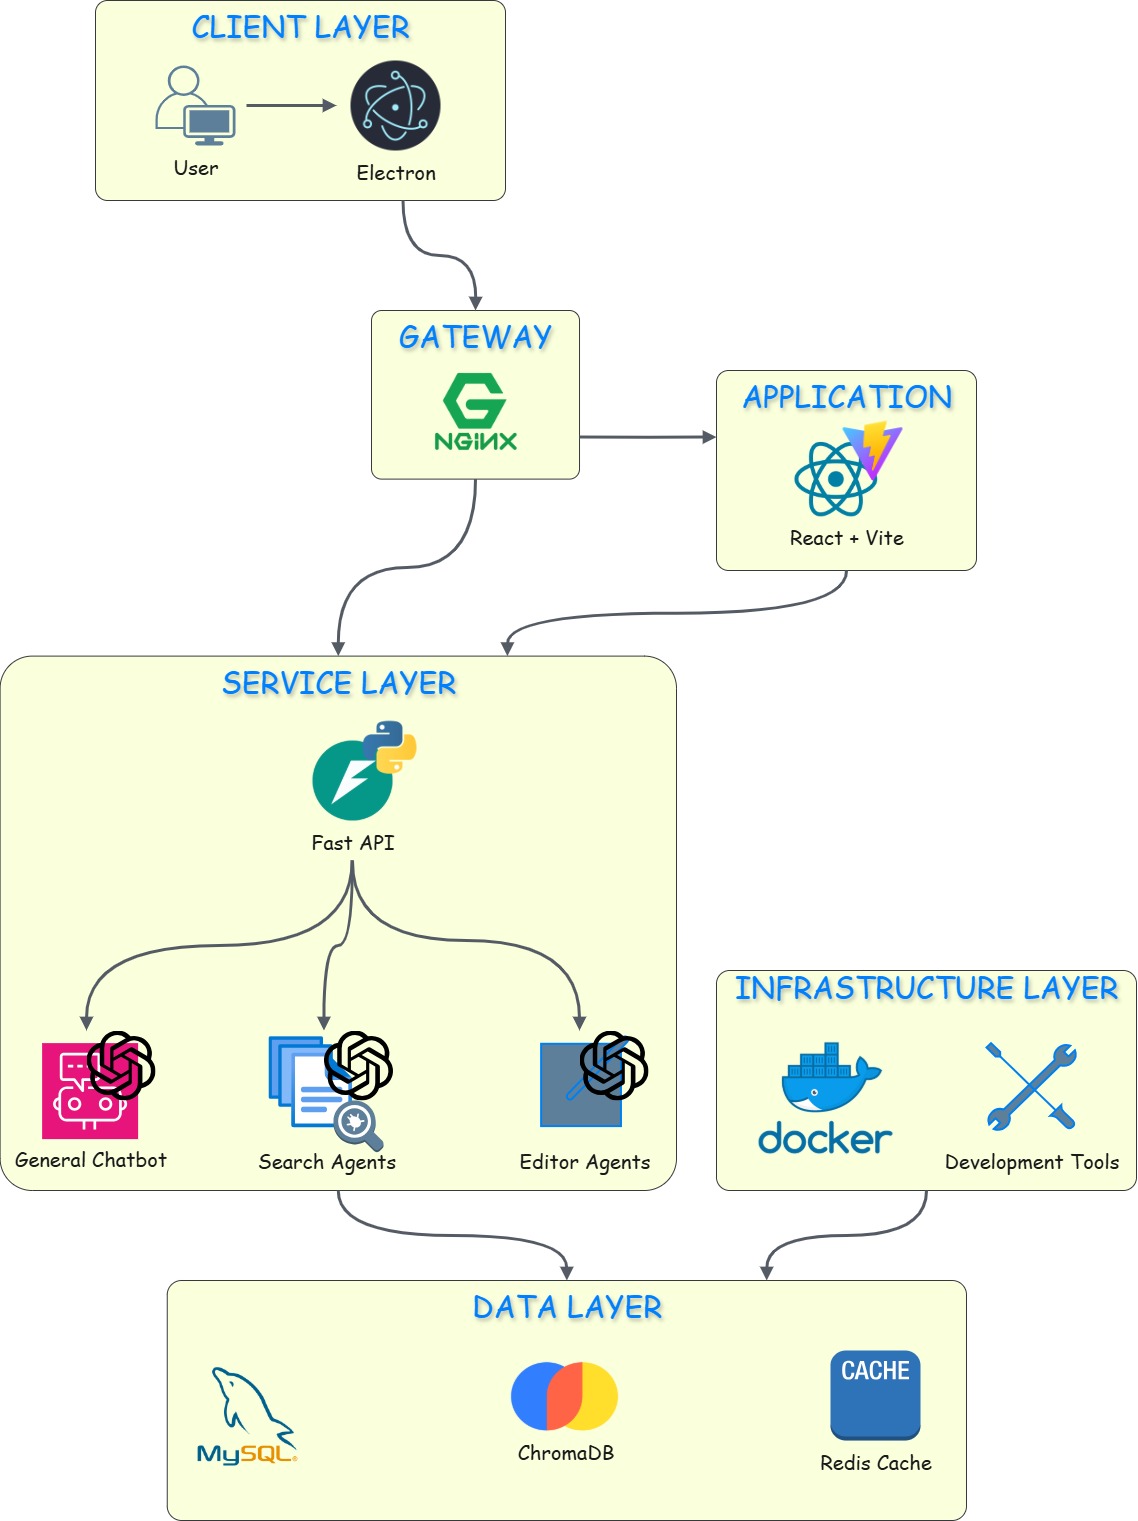 CLIENT LAYER
User
Electron
GATEWAY
NGINX
APPLICATION
React + Vite
SERVICE LAYER
Fast API
General Chatbot
Search Agents
Editor Agents
INFRASTRUCTURE LAYER
docker
Development Tools
DATA LAYER
MySQL®
ChromaDB
CACHE
Redis Cache